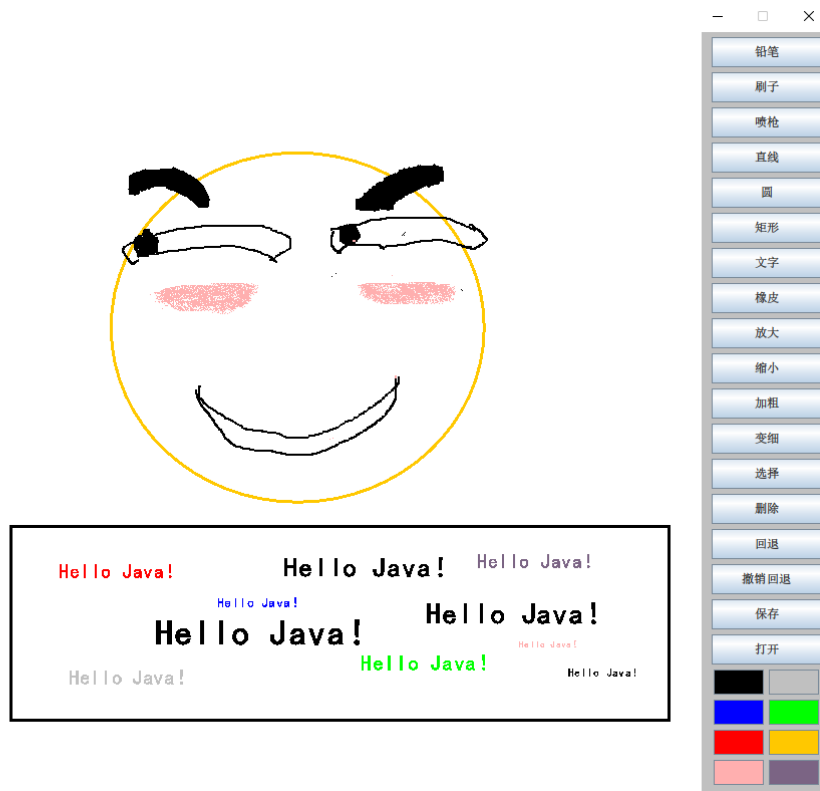 铅笔
刷子
喷枪
直线
圆
矩形
文字
橡皮
放大
缩小
加粗
变细
选择
删除
回退
撤销回退
保存
打开
Hello Java!
Hello Java!
Hello Java!
Hello Java!
Hello Java!
Hello Java!
Hello Java!
Hello Java!
Hello Java!
Hello Java!